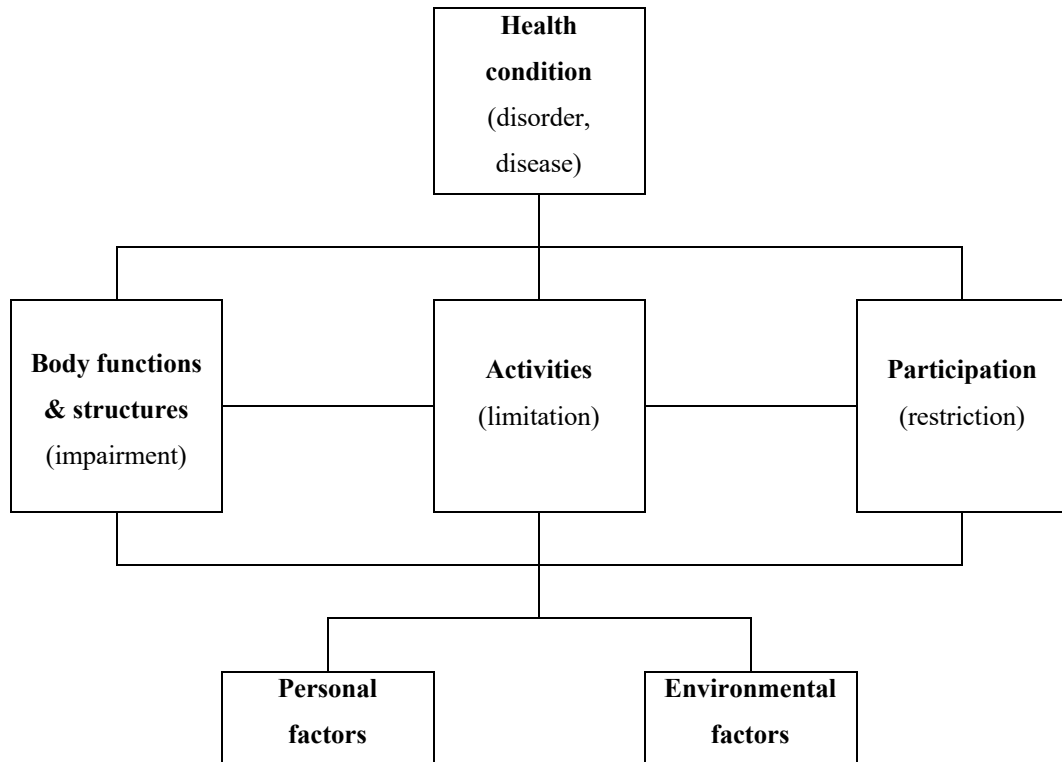 Health
condition
(disorder,
disease)
Body functions
& structures
(impairment)
Activities
(limitation)
Participation
(restriction)
Personal
factors
Environmental
factors